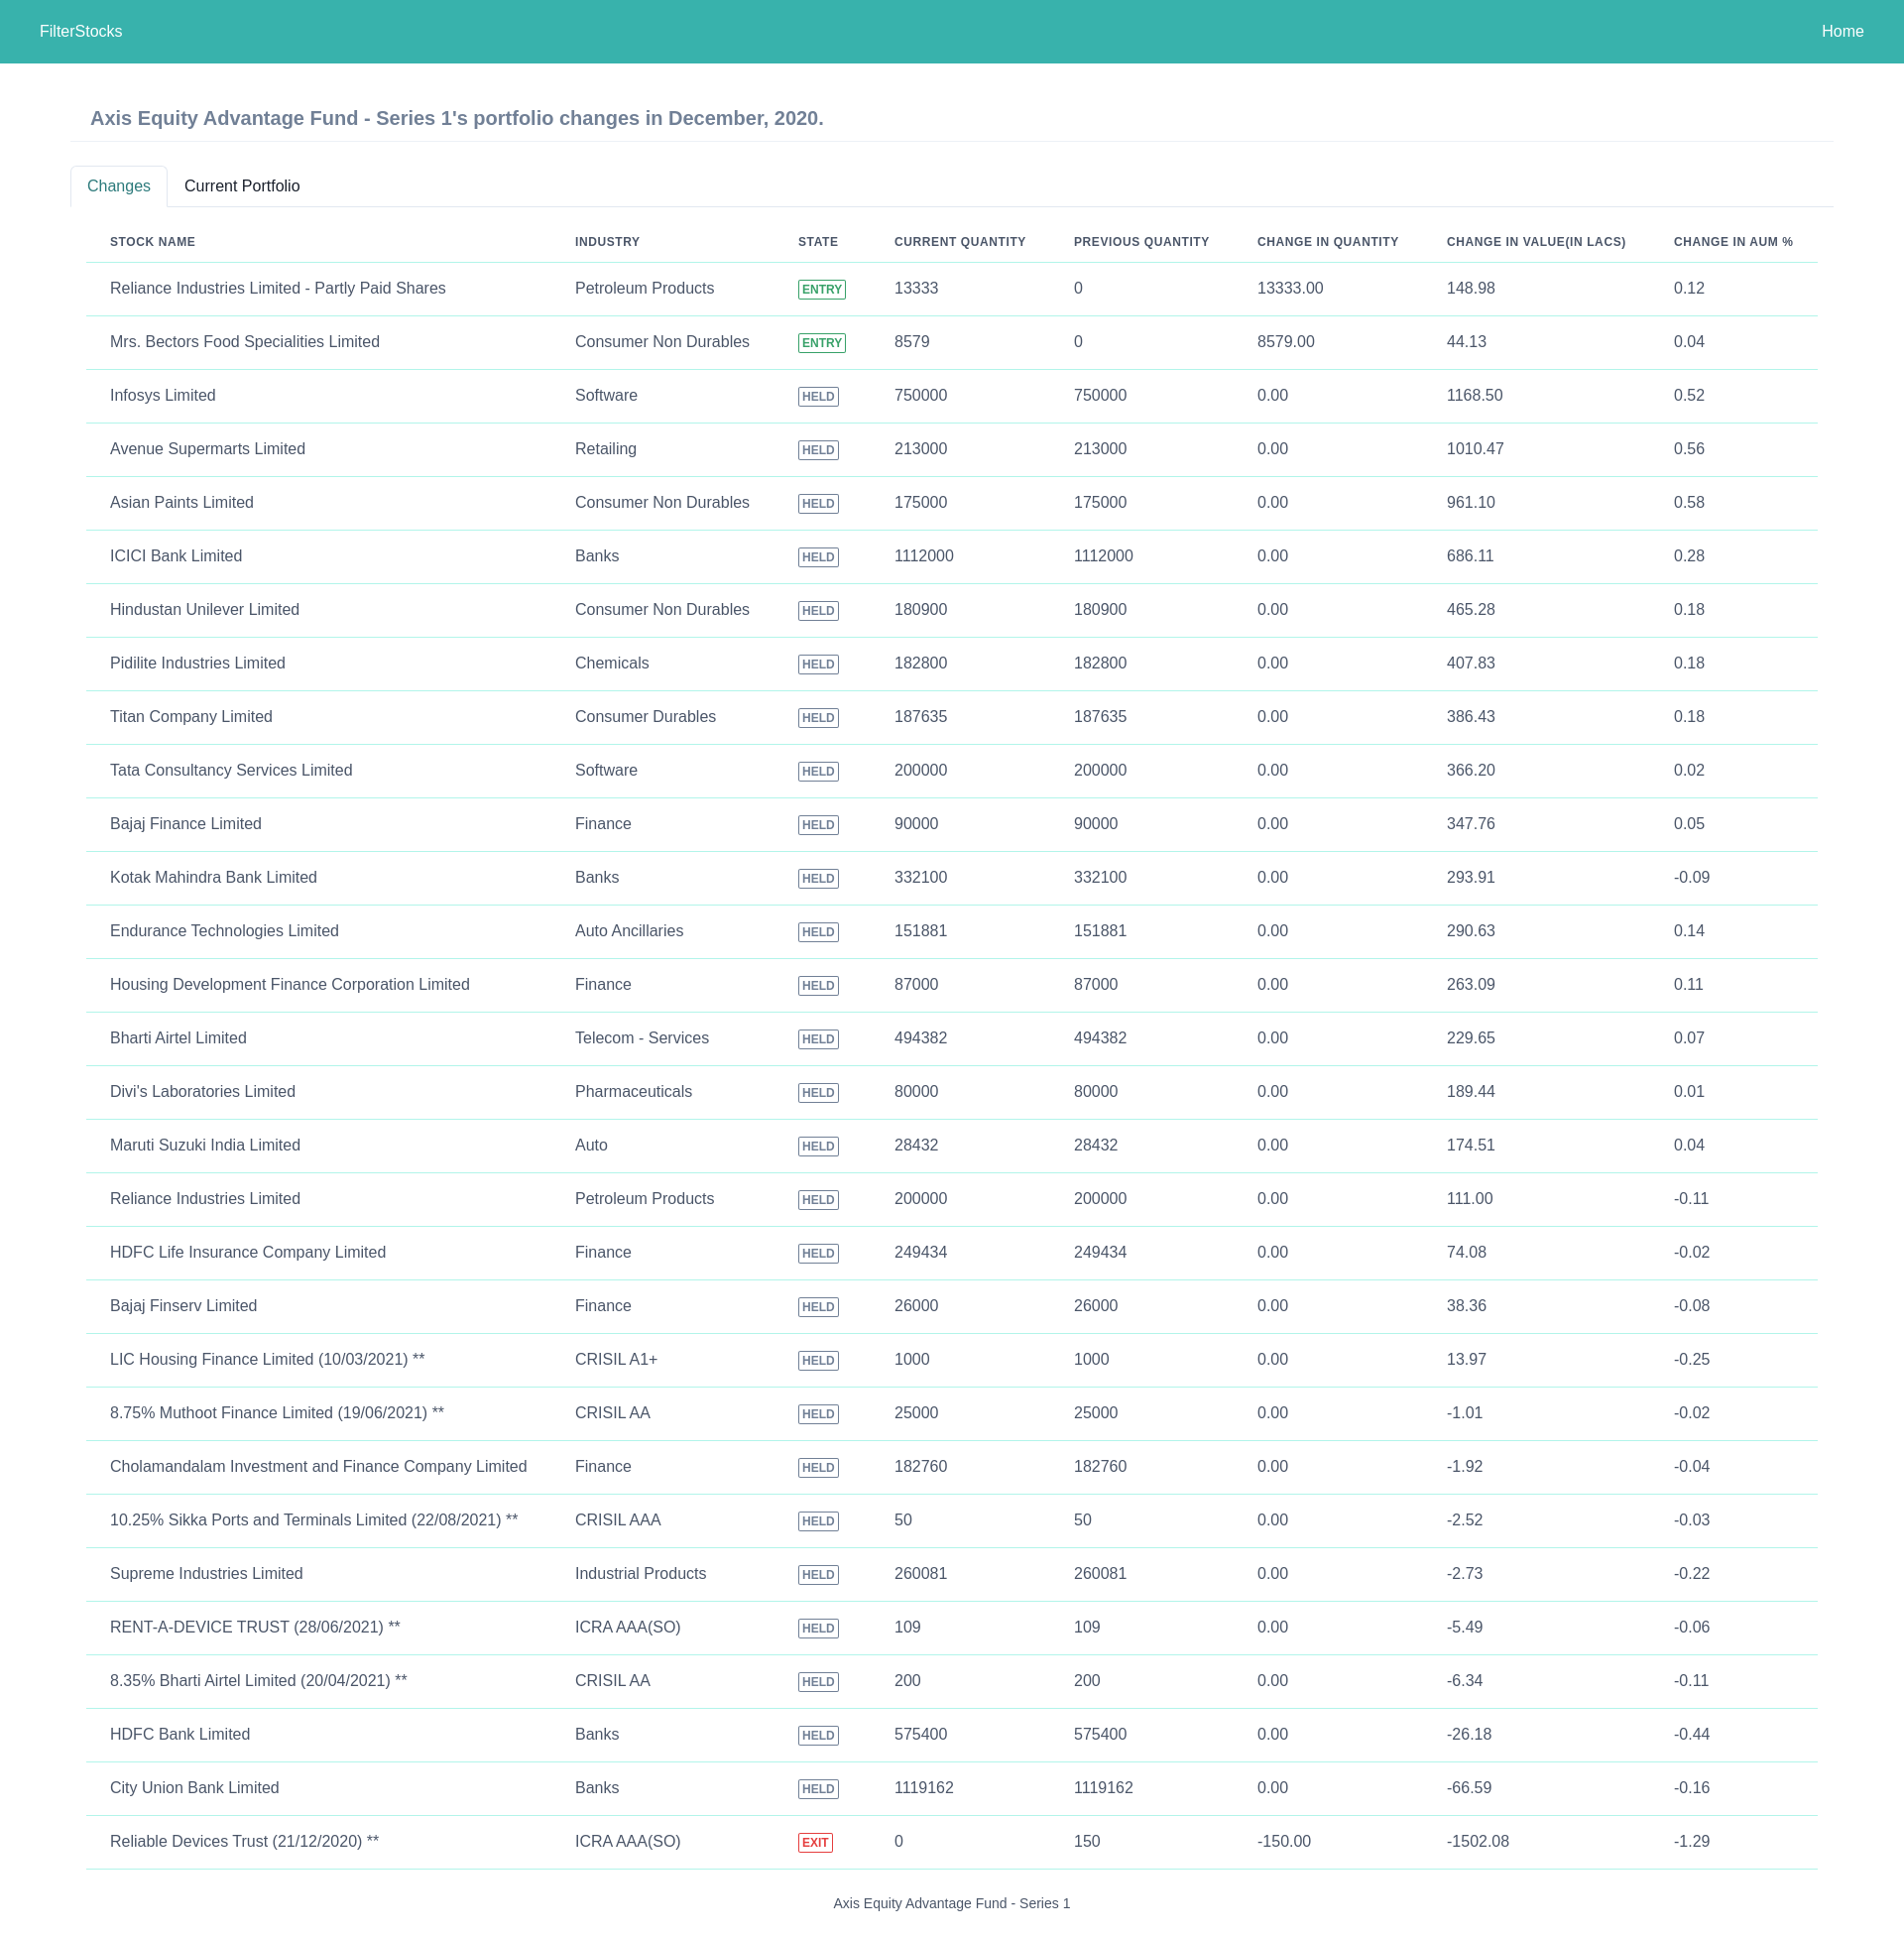 FilterStocks Home
Axis Equity Advantage Fund - Series 1's portfolio changes in December, 2020.
Changes Current Portfolio
STOCK NAME INDUSTRY STATE CURRENT QUANTITY PREVIOUS QUANTITY CHANGE IN QUANTITY CHANGE IN VALUE(IN LACS) CHANGE IN AUM %
Reliance Industries Limited - Partly Paid Shares Petroleum Products ENTRY 13333 0 13333.00 148.98 0.12
Mrs. Bectors Food Specialities Limited Consumer Non Durables ENTRY 8579 0 8579.00 44.13 0.04
Infosys Limited Software HELD 750000 750000 0.00 1168.50 0.52
Avenue Supermarts Limited Retailing HELD 213000 213000 0.00 1010.47 0.56
Asian Paints Limited Consumer Non Durables HELD 175000 175000 0.00 961.10 0.58
ICICI Bank Limited Banks HELD 1112000 1112000 0.00 686.11 0.28
Hindustan Unilever Limited Consumer Non Durables HELD 180900 180900 0.00 465.28 0.18
Pidilite Industries Limited Chemicals HELD 182800 182800 0.00 407.83 0.18
Titan Company Limited Consumer Durables HELD 187635 187635 0.00 386.43 0.18
Tata Consultancy Services Limited Software HELD 200000 200000 0.00 366.20 0.02
Bajaj Finance Limited Finance HELD 90000 90000 0.00 347.76 0.05
Kotak Mahindra Bank Limited Banks HELD 332100 332100 0.00 293.91 -0.09
Endurance Technologies Limited Auto Ancillaries HELD 151881 151881 0.00 290.63 0.14
Housing Development Finance Corporation Limited Finance HELD 87000 87000 0.00 263.09 0.11
Bharti Airtel Limited Telecom - Services HELD 494382 494382 0.00 229.65 0.07
Divi's Laboratories Limited Pharmaceuticals HELD 80000 80000 0.00 189.44 0.01
Maruti Suzuki India Limited Auto HELD 28432 28432 0.00 174.51 0.04
Reliance Industries Limited Petroleum Products HELD 200000 200000 0.00 111.00 -0.11
HDFC Life Insurance Company Limited Finance HELD 249434 249434 0.00 74.08 -0.02
Bajaj Finserv Limited Finance HELD 26000 26000 0.00 38.36 -0.08
LIC Housing Finance Limited (10/03/2021) ** CRISIL A1+ HELD 1000 1000 0.00 13.97 -0.25
8.75% Muthoot Finance Limited (19/06/2021) ** CRISIL AA HELD 25000 25000 0.00 -1.01 -0.02
Cholamandalam Investment and Finance Company Limited Finance HELD 182760 182760 0.00 -1.92 -0.04
10.25% Sikka Ports and Terminals Limited (22/08/2021) ** CRISIL AAA HELD 50 50 0.00 -2.52 -0.03
Supreme Industries Limited Industrial Products HELD 260081 260081 0.00 -2.73 -0.22
RENT-A-DEVICE TRUST (28/06/2021) ** ICRA AAA(SO) HELD 109 109 0.00 -5.49 -0.06
8.35% Bharti Airtel Limited (20/04/2021) ** CRISIL AA HELD 200 200 0.00 -6.34 -0.11
HDFC Bank Limited Banks HELD 575400 575400 0.00 -26.18 -0.44
City Union Bank Limited Banks HELD 1119162 1119162 0.00 -66.59 -0.16
Reliable Devices Trust (21/12/2020) ** ICRA AAA(SO) EXIT 0 150 -150.00 -1502.08 -1.29
Axis Equity Advantage Fund - Series 1